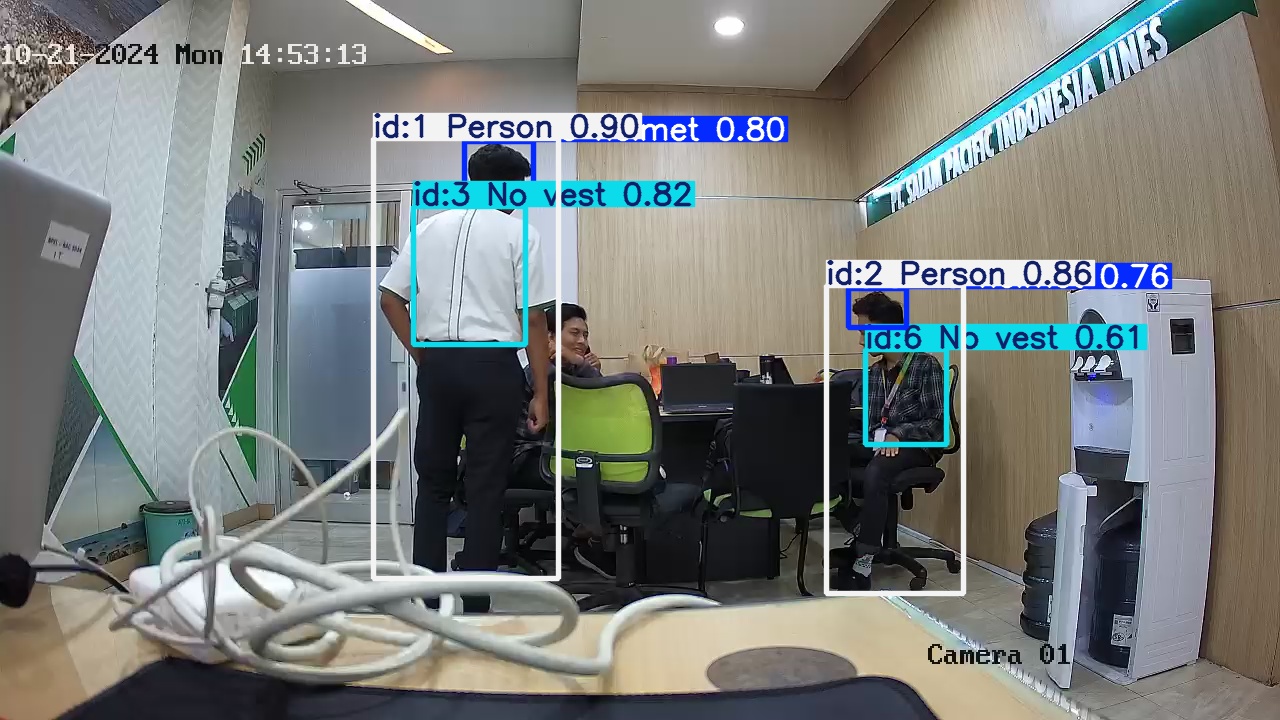 10-21-2024 Mon 14:53:13
id:1 Person 0.90
met 0.80
id:3 No vest 0.82
PT. SALAM PACIFIC INDONESIA LINES
id:2 Person 0.86
0.76
id:6 No vest 0.61
Camera 01